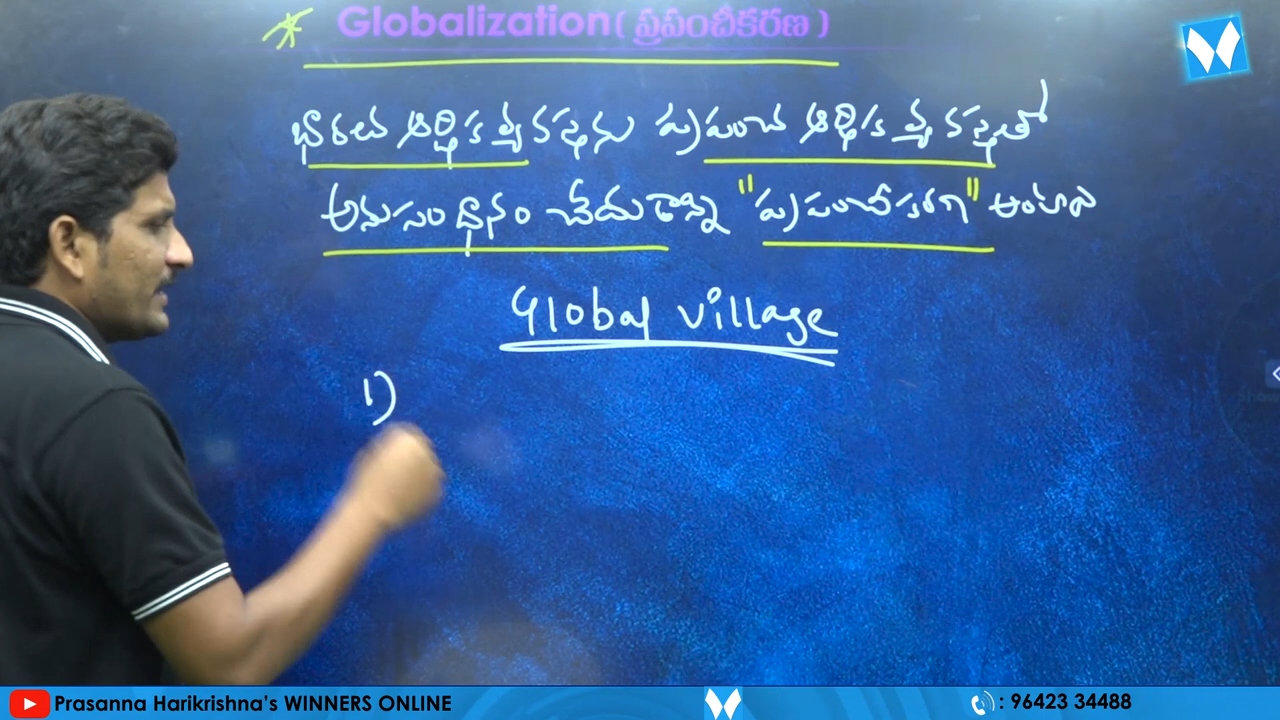 Globalization( ప్రపంచీకరణ )
భారత ఆర్థిక వ్యవస్థను ప్రపంచ ఆర్థిక వ్యవస్థతో
అనుసంధానం చేయుటాన్ని "ప్రపంచీకరణ" అంటారు
Global village
1)
Prasanna Harikrishna's WINNERS ONLINE
: 96423 34488